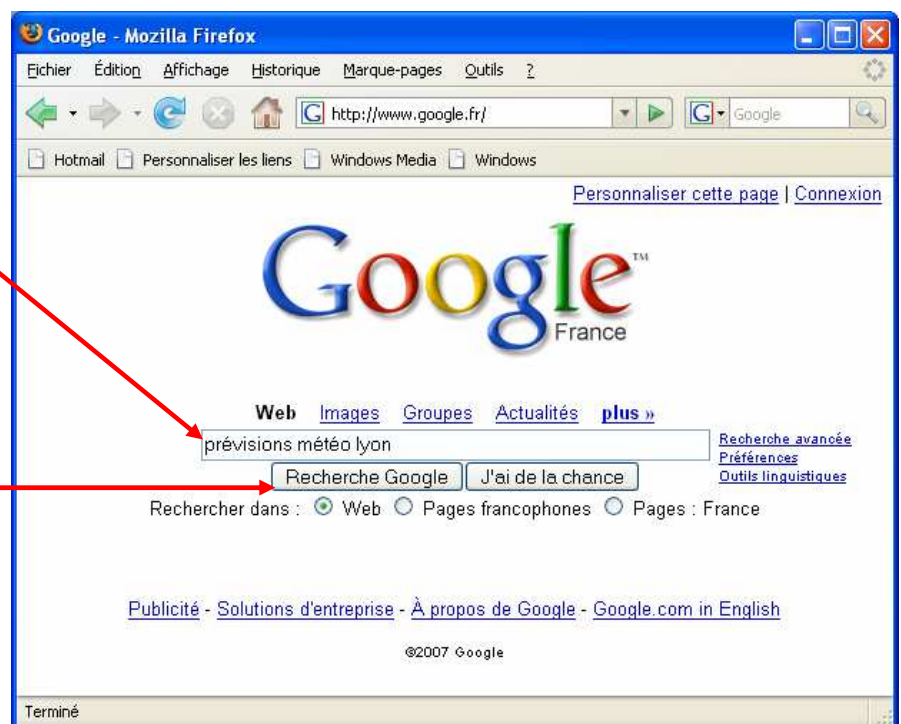 Google - Mozilla Firefox
Fichier Édition Affichage Historique Marque-pages Outils ?
G http://www.google.fr/ G Google
Hotmail Personnaliser les liens Windows Media Windows
Personnaliser cette page | Connexion
Google™
France
Web Images Groupes Actualités plus »
prévisions météo lyon
Recherche avancée
Préférences
Outils linguistiques
Recherche Google J'ai de la chance
Rechercher dans : Web Pages francophones Pages : France
Publicité - Solutions d'entreprise - À propos de Google - Google.com in English
©2007 Google
Terminé